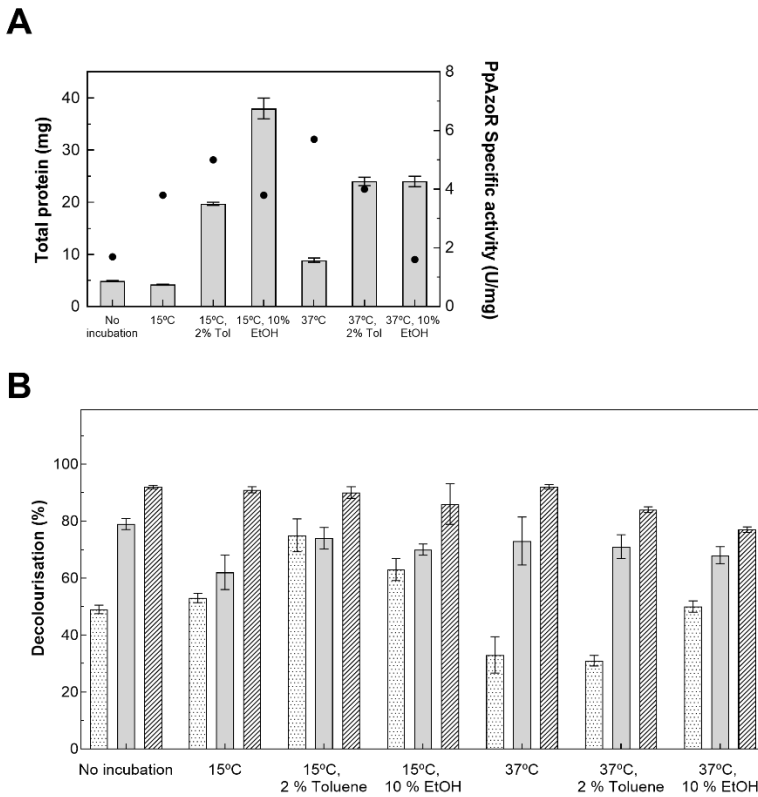 A
Total protein (mg)
40
30
20
10
0
8
6
4
2
0
PpAzoR Specific activity (U/mg)
No
incubation
15ºC
15ºC,
2% Tol
15ºC, 10%
EtOH
37ºC
37ºC,
2% Tol
37ºC, 10%
EtOH
B
Decolourisation (%)
100
80
60
40
20
0
No incubation
15ºC
15ºC,
2 % Toluene
15ºC,
10 % EtOH
37ºC
37ºC,
2 % Toluene
37ºC,
10 % EtOH